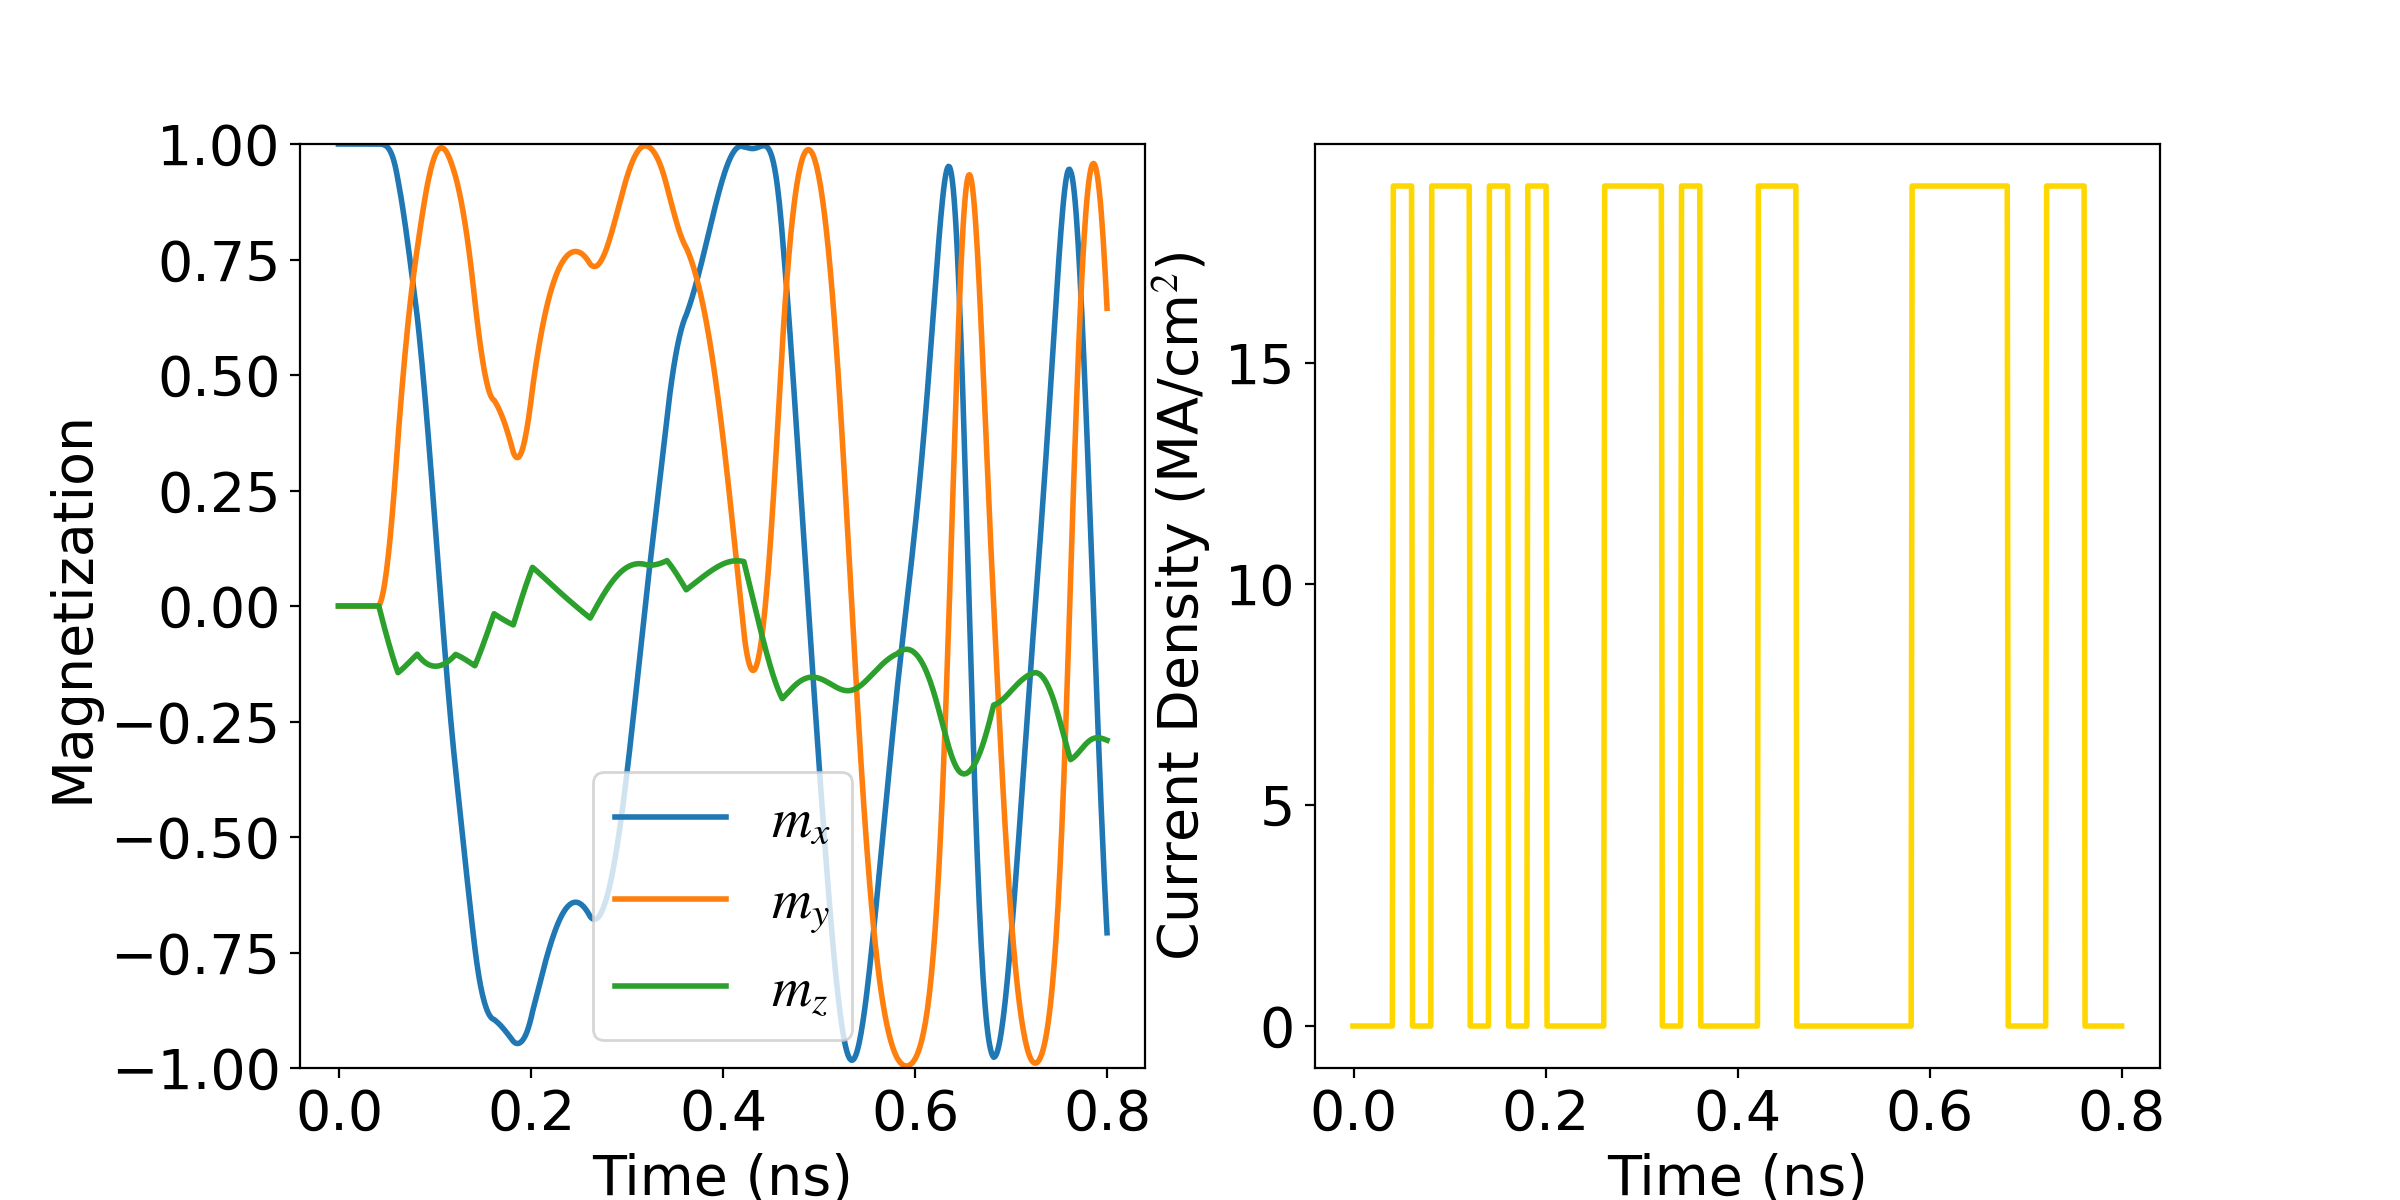 1.00
0.75
0.50
0.25
0.00
−0.25
−0.50
−0.75
−1.00
Magnetization
0.0 0.2 0.4 0.6 0.8
Time (ns)
m_x
m_y
m_z
Current Density (MA/cm²)
15
10
5
0
0.0 0.2 0.4 0.6 0.8
Time (ns)